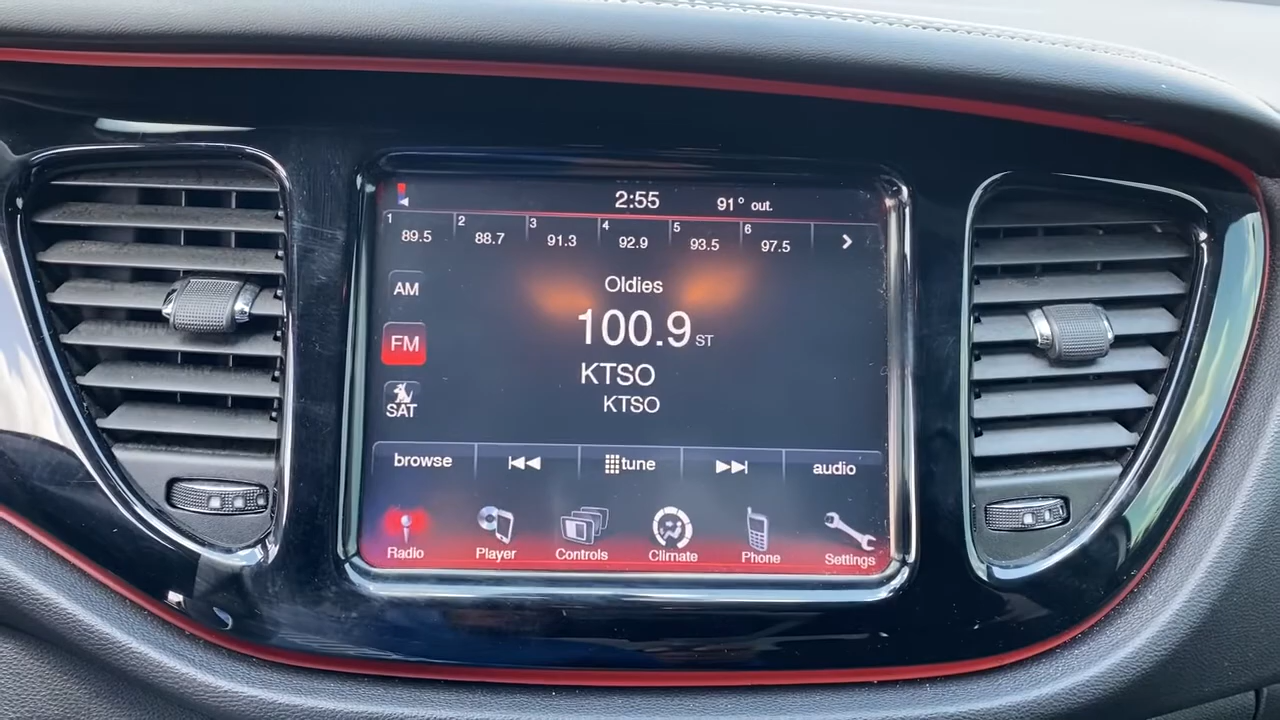 2:55 91° out.
1 89.5 2 88.7 3 91.3 4 92.9 5 93.5 6 97.5
AM
Oldies
FM
100.9 ST
KTSO
SAT
KTSO
browse tune audio
Radio Player Controls Climate Phone Settings